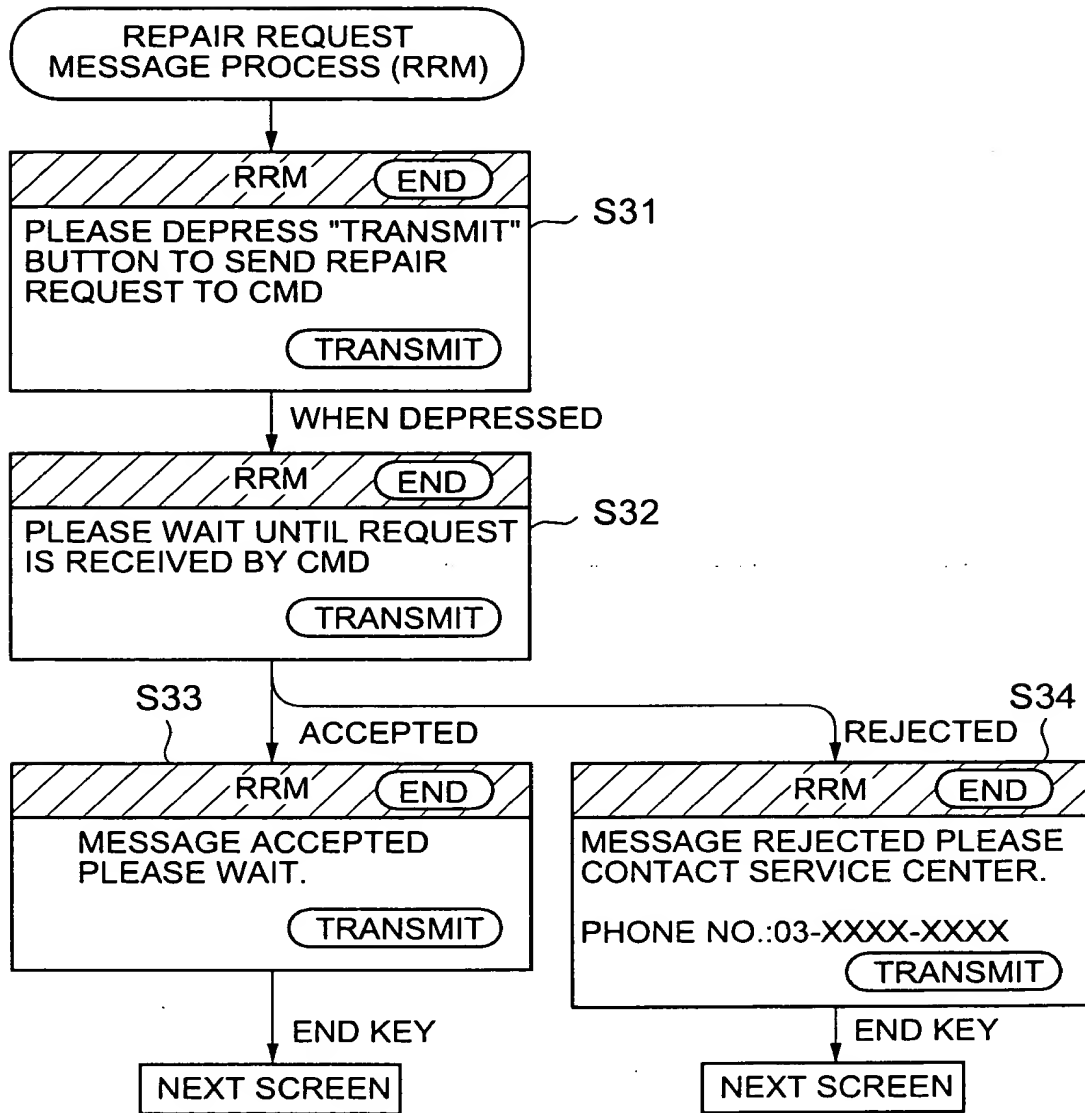 REPAIR REQUEST
MESSAGE PROCESS (RRM)
RRM END
S31
PLEASE DEPRESS "TRANSMIT"
BUTTON TO SEND REPAIR
REQUEST TO CMD
TRANSMIT
WHEN DEPRESSED
RRM END
S32
PLEASE WAIT UNTIL REQUEST
IS RECEIVED BY CMD
TRANSMIT
S33
ACCEPTED
RRM END
MESSAGE ACCEPTED
PLEASE WAIT.
TRANSMIT
END KEY
NEXT SCREEN
S34
REJECTED
RRM END
MESSAGE REJECTED PLEASE
CONTACT SERVICE CENTER.
PHONE NO.:03-XXXX-XXXX
TRANSMIT
END KEY
NEXT SCREEN